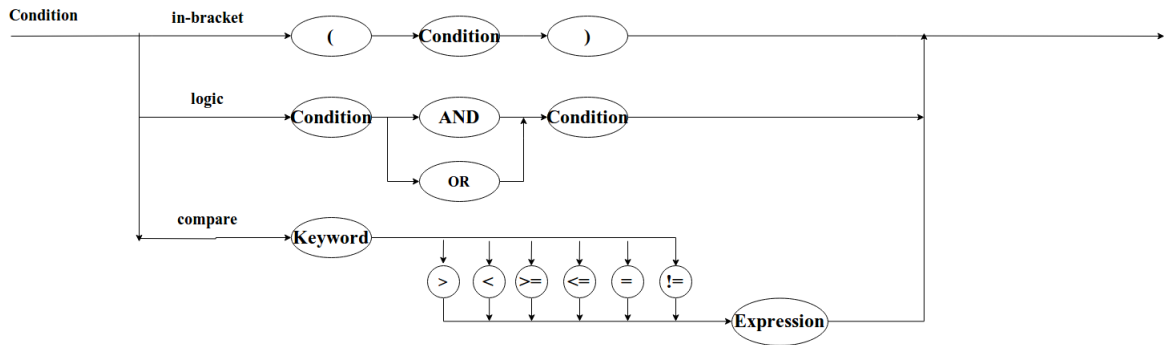 Condition in-bracket
( Condition )
logic
Condition AND Condition
OR
compare
Keyword
> < >= <= = !=
Expression